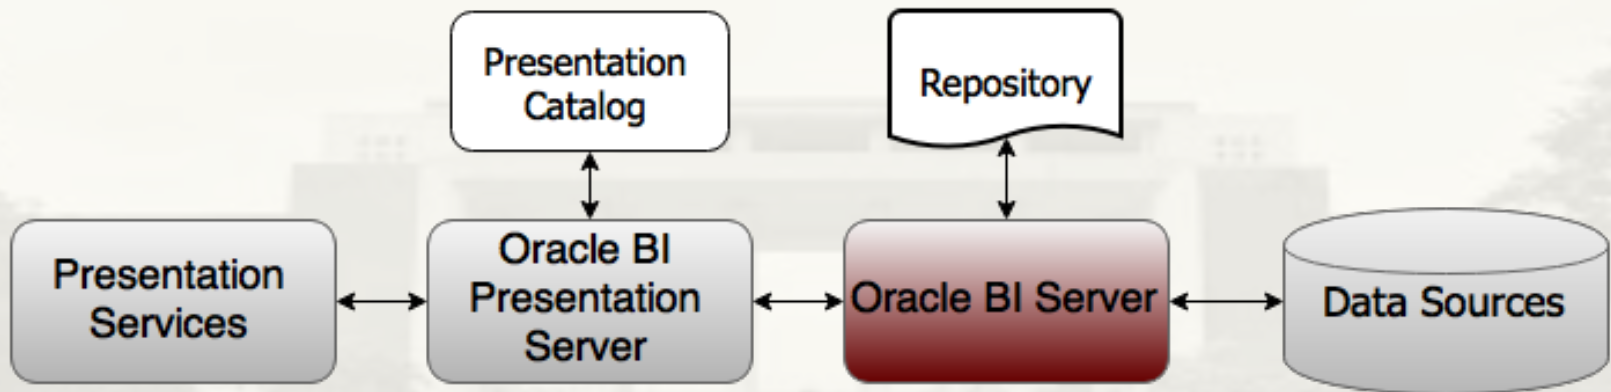 Presentation
Catalog
Repository
Presentation
Services
Oracle BI
Presentation
Server
Oracle BI Server
Data Sources